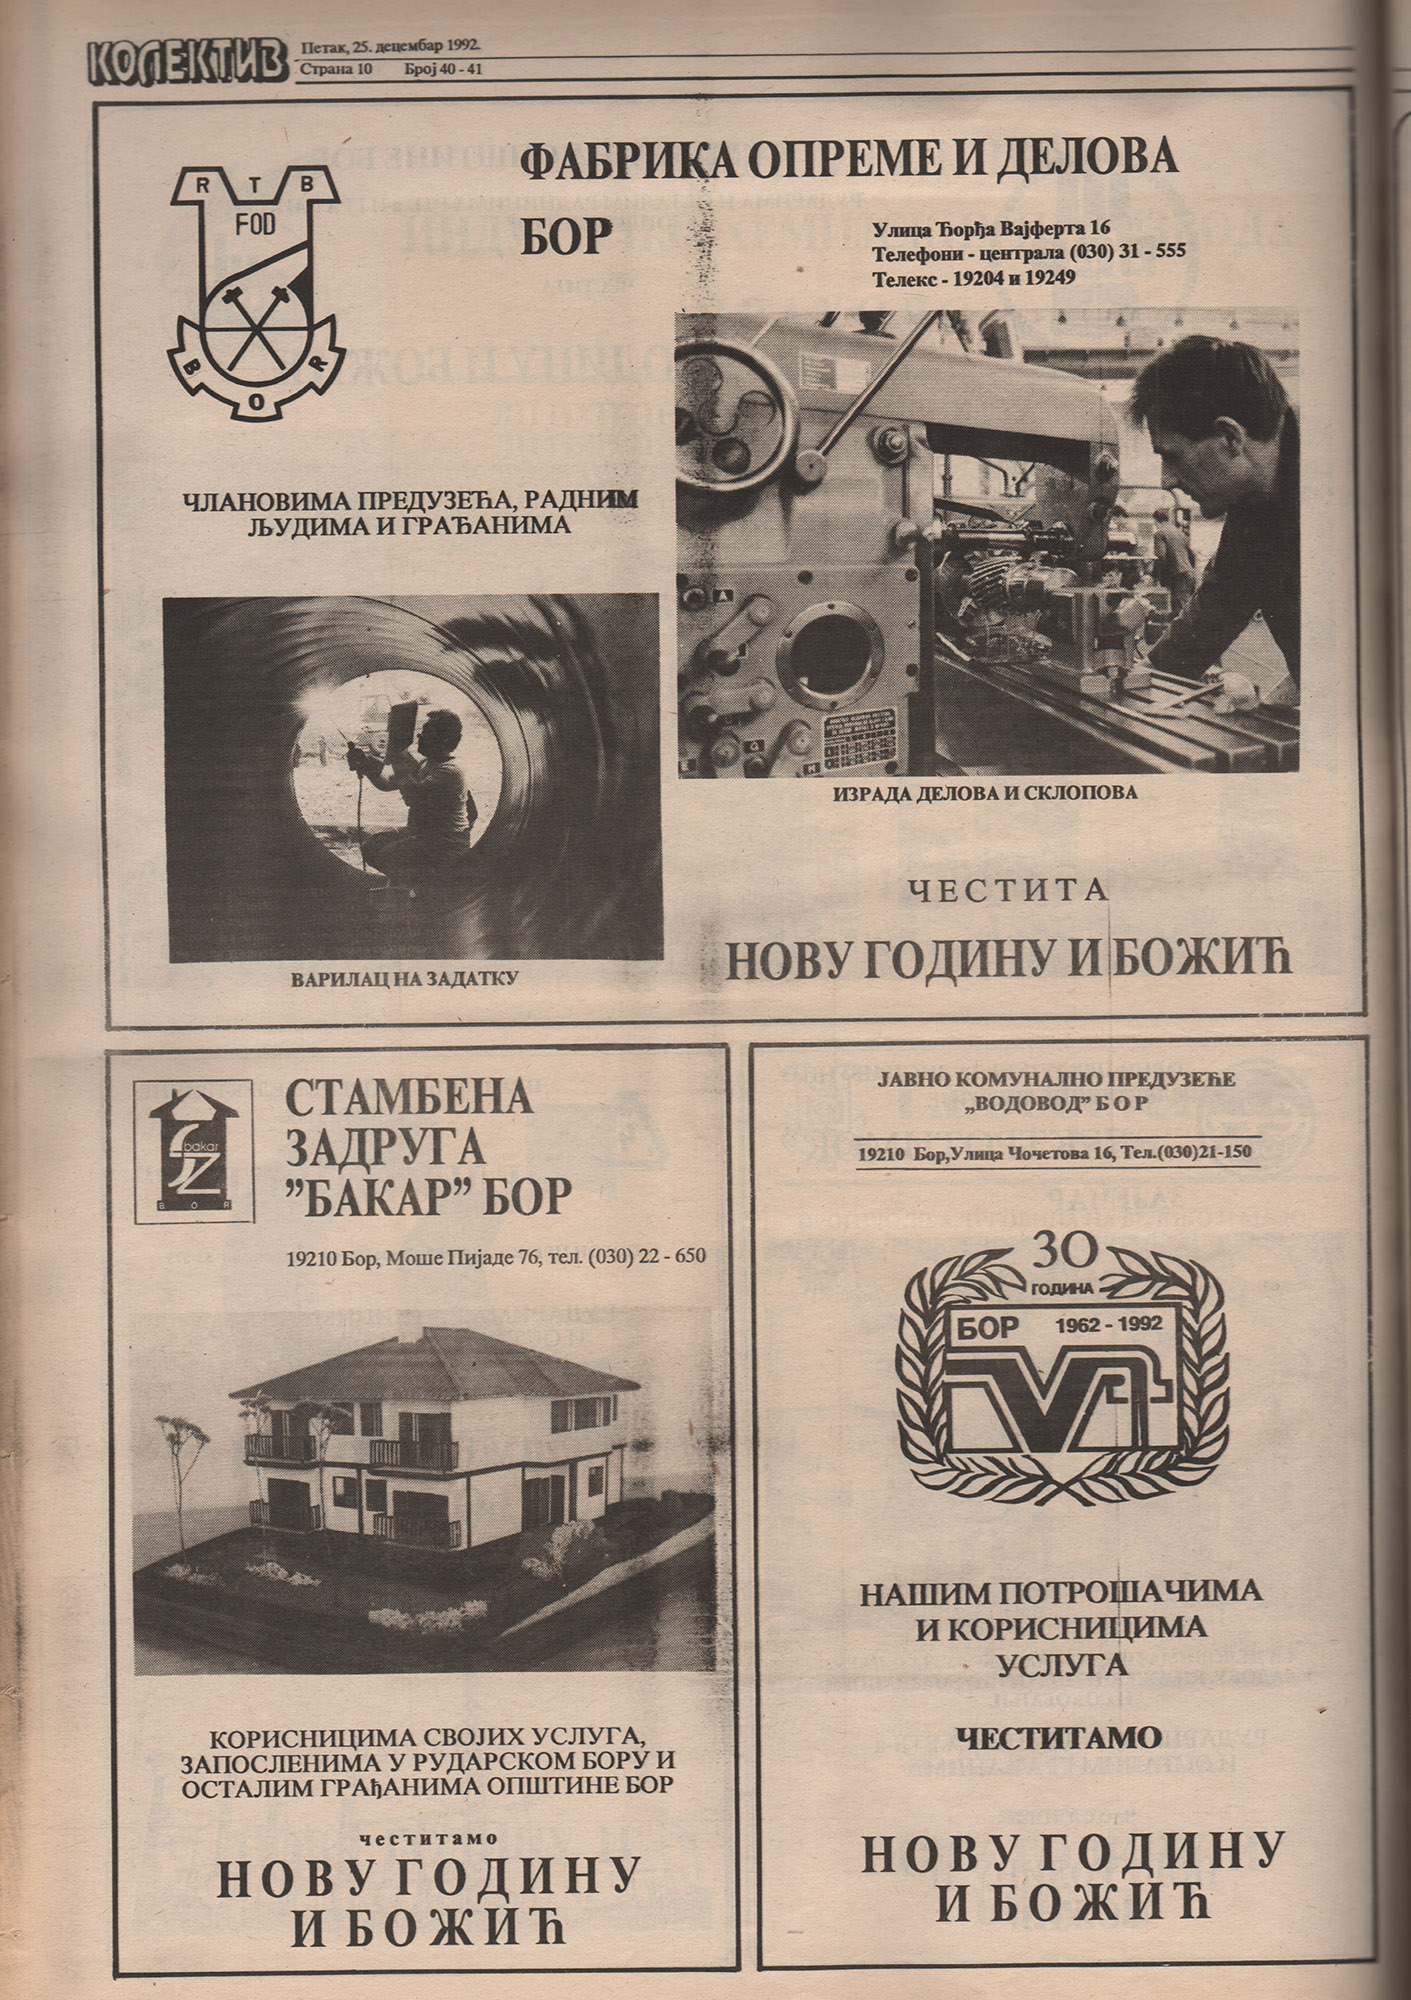 КОЛЕКТИВ
Петак, 25. децембар 1992.
Страна 10 Број 40 - 41
R T B
FOD
B O R
ФАБРИКА ОПРЕМЕ И ДЕЛОВА
БОР
Улица Ђорђа Вајферта 16
Телефони - централа (030) 31 - 555
Телекс - 19204 и 19249
ЧЛАНОВИМА ПРЕДУЗЕЋА, РАДНИМ
ЉУДИМА И ГРАЂАНИМА
ИЗРАДА ДЕЛОВА И СКЛОПОВА
ВАРИЛАЦ НА ЗАДАТКУ
ЧЕСТИТА
НОВУ ГОДИНУ И БОЖИЋ
bakar
SZ
B O R
СТАМБЕНА
ЗАДРУГА
”БАКАР” БОР
19210 Бор, Моше Пијаде 76, тел. (030) 22 - 650
КОРИСНИЦИМА СВОЈИХ УСЛУГА,
ЗАПОСЛЕНИМА У РУДАРСКОМ БОРУ И
ОСТАЛИМ ГРАђАНИМА ОПШТИНЕ БОР
честитамо
НОВУ ГОДИНУ
И БОЖИЋ
ЈАВНО КОМУНАЛНО ПРЕДУЗЕЋЕ
„ВОДОВОД” Б О Р
19210 Бор,Улица Чочетова 16, Тел.(030)21-150
30
ГОДИНА
БОР 1962 - 1992
НАШИМ ПОТРОШАЧИМА
И КОРИСНИЦИМА
УСЛУГА
ЧЕСТИТАМО
НОВУ ГОДИНУ
И БОЖИЋ